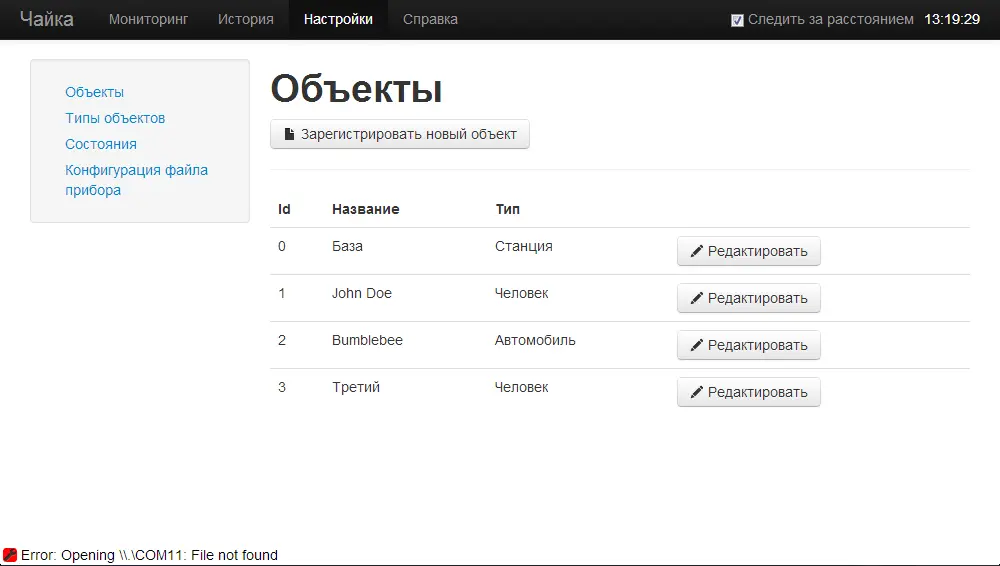 Чайка Мониторинг История Настройки Справка Следить за расстоянием 13:19:29
Объекты
Типы объектов
Состояния
Конфигурация файла
прибора
Объекты
Зарегистрировать новый объект
Id Название Тип
0 База Станция Редактировать
1 John Doe Человек Редактировать
2 Bumblebee Автомобиль Редактировать
3 Третий Человек Редактировать
Error: Opening \\.\COM11: File not found